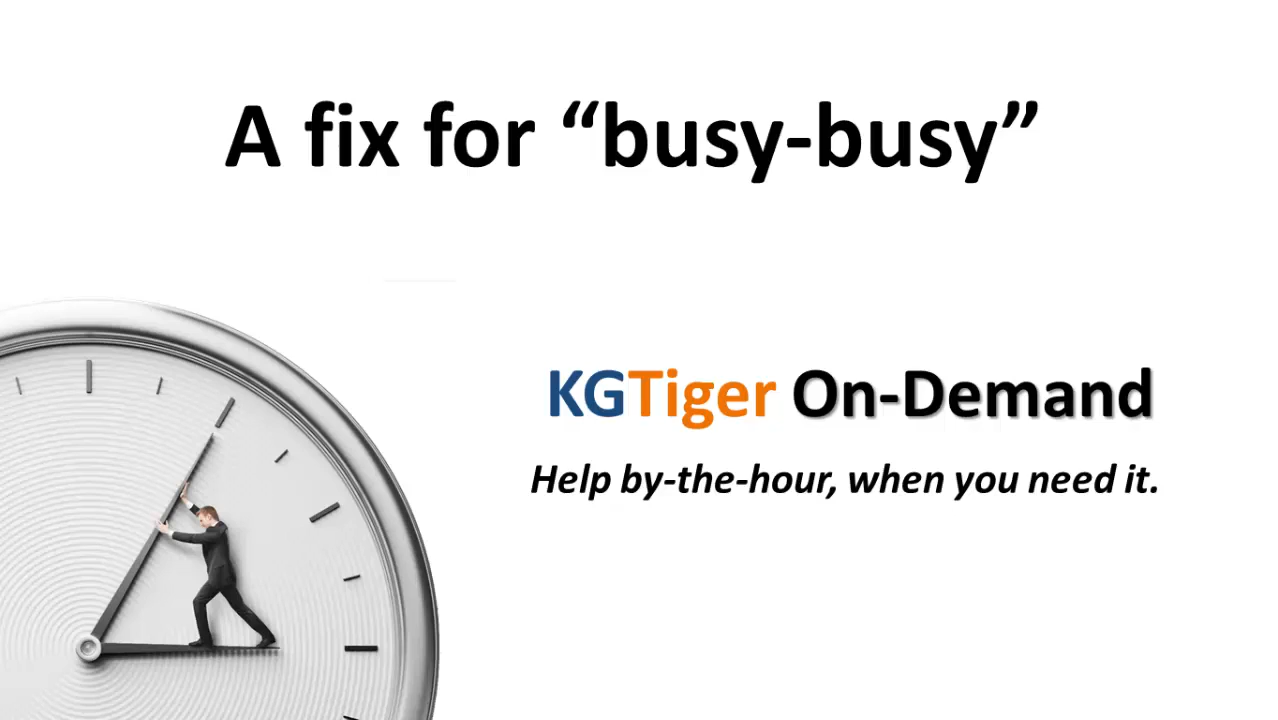 A fix for “busy-busy”
KGTiger On-Demand
Help by-the-hour, when you need it.